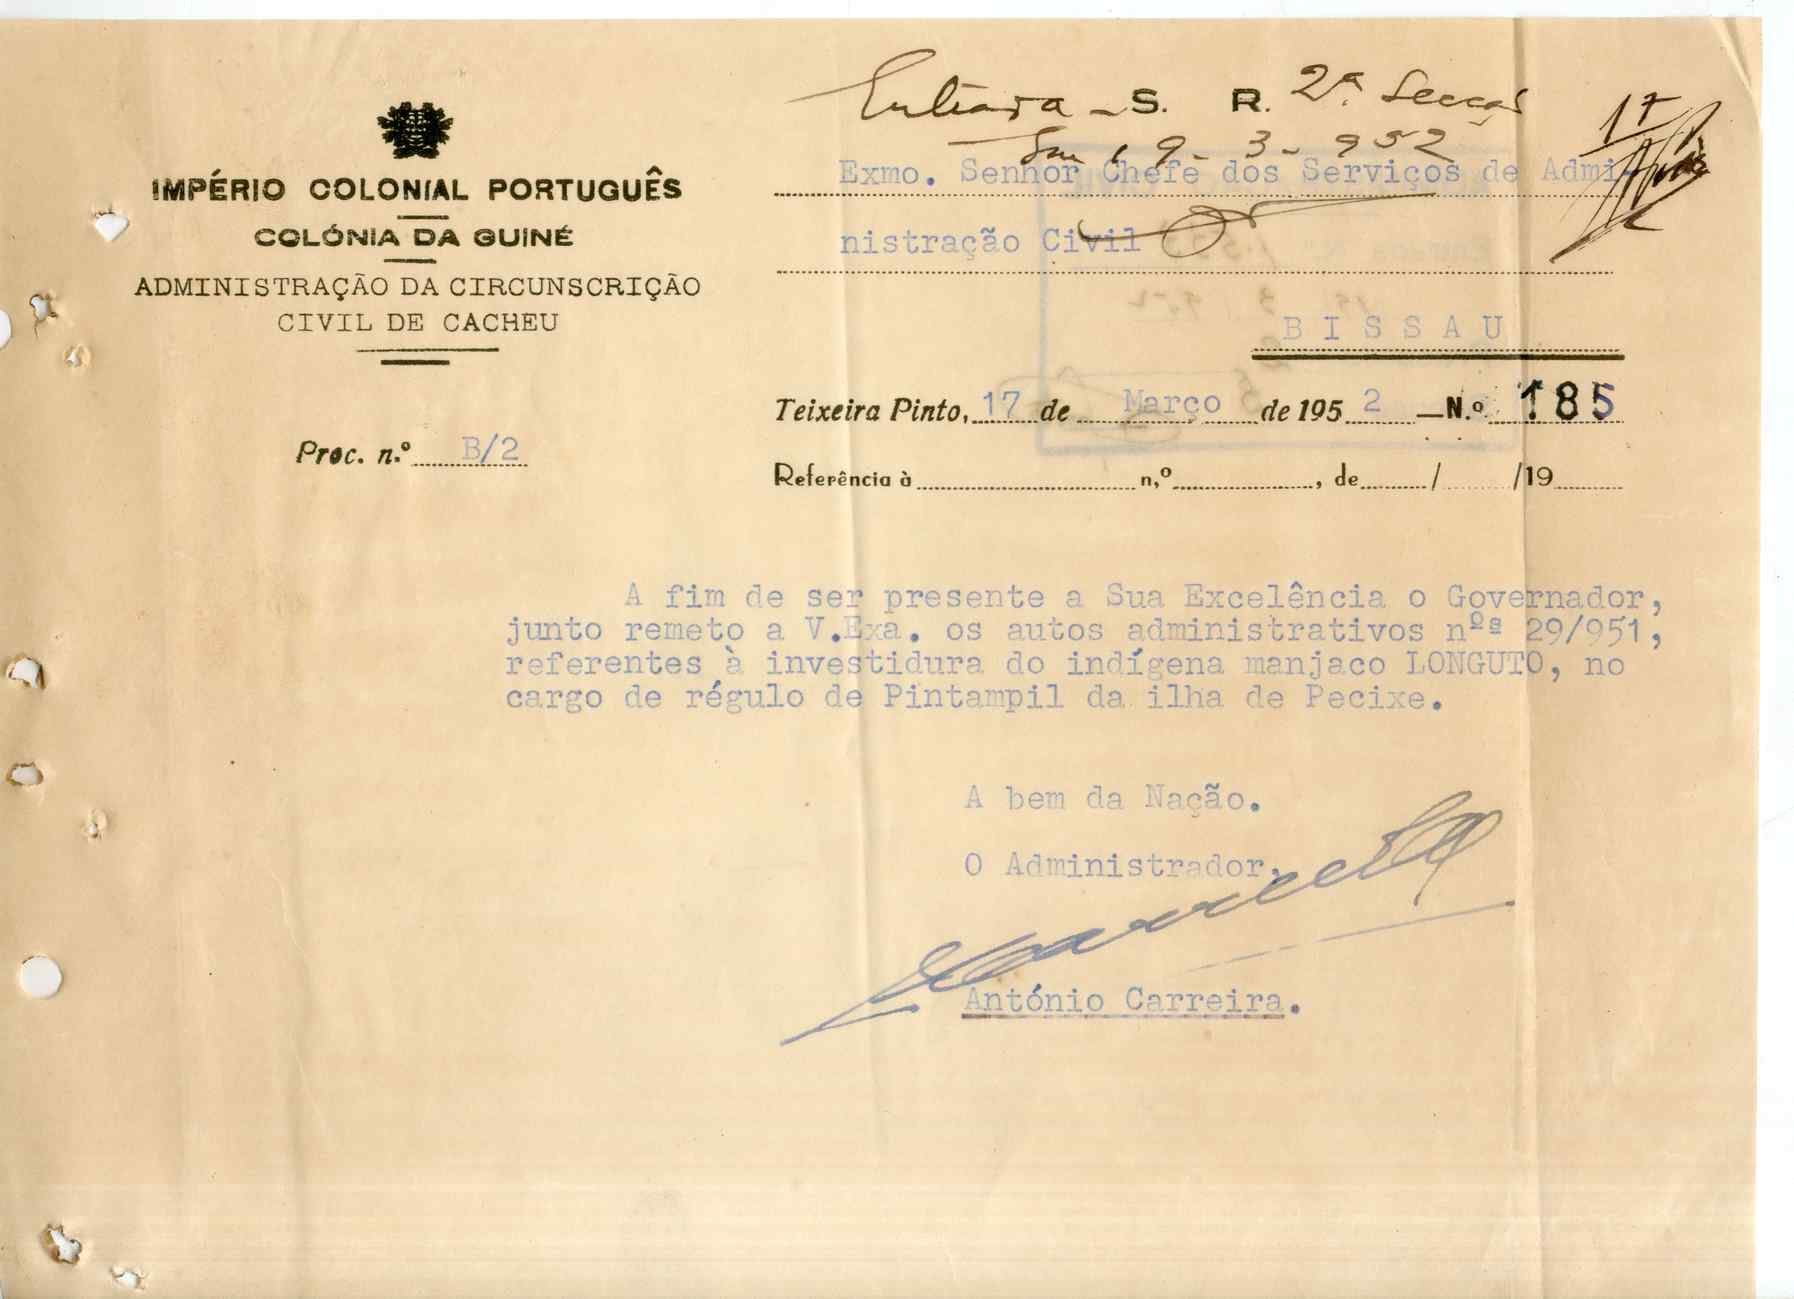 Entrada – S. R. 2ª Secção
Em 19-3-952
17
IMPÉRIO COLONIAL PORTUGUÊS
COLÓNIA DA GUINÉ
ADMINISTRAÇÃO DA CIRCUNSCRIÇÃO
CIVIL DE CACHEU
Proc. n.º B/2
Exmo. Senhor Chefe dos Serviços de Admi-
nistração Civil
BISSAU
Teixeira Pinto, 17 de Março de 1952 — N.º 185
Referência à n,º , de / /19
A fim de ser presente a Sua Excelência o Governador,
junto remeto a V.Exa. os autos administrativos nºs 29/951,
referentes à investidura do indígena manjaco LONGUTO, no
cargo de régulo de Pintampil da ilha de Pecixe.
A bem da Nação.
O Administrador,
António Carreira.